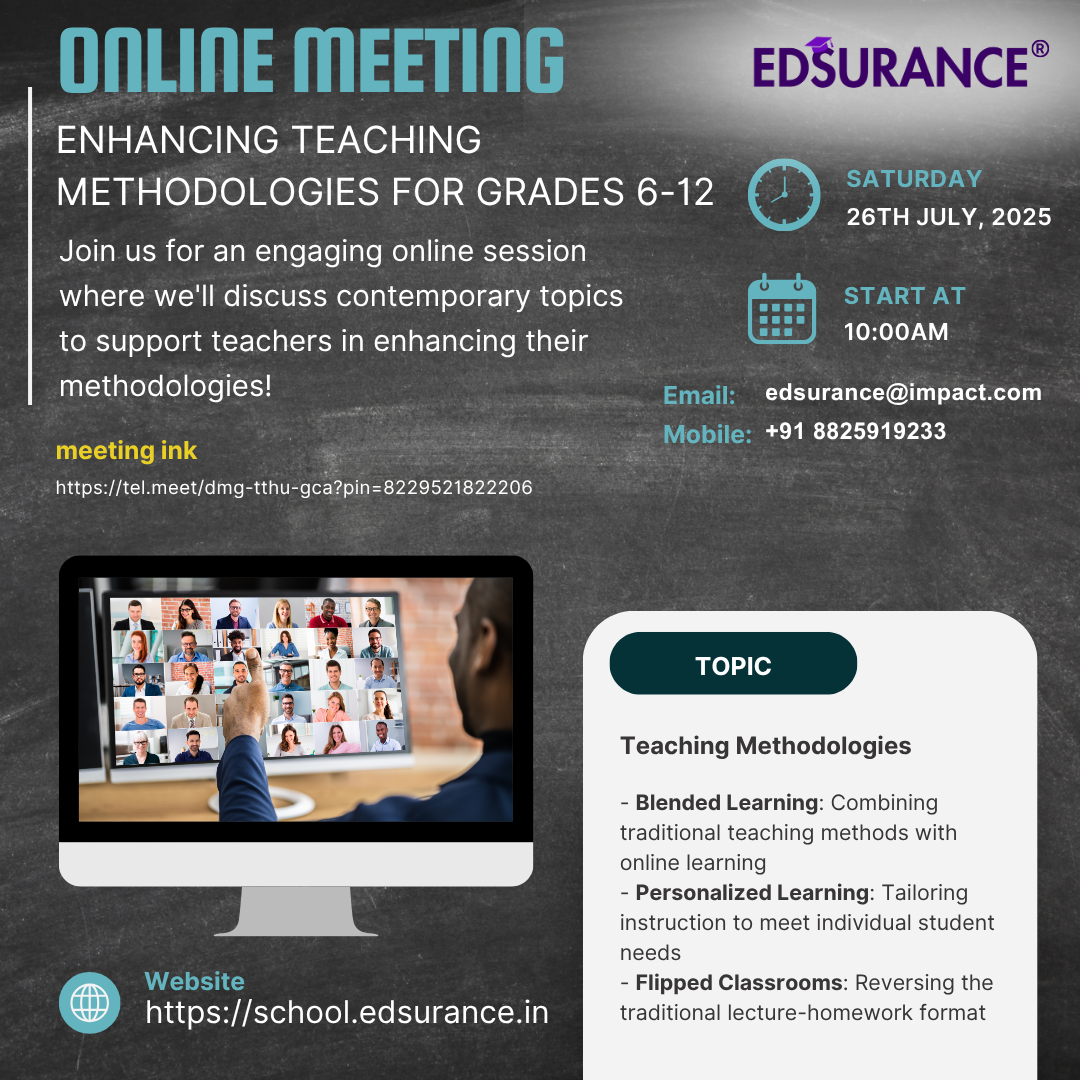 ONLINE MEETING
EDSURANCE®
ENHANCING TEACHING
METHODOLOGIES FOR GRADES 6-12
Join us for an engaging online session
where we'll discuss contemporary topics
to support teachers in enhancing their
methodologies!
SATURDAY
26TH JULY, 2025
START AT
10:00AM
Email: edsurance@impact.com
Mobile: +91 8825919233
meeting ink
https://tel.meet/dmg-tthu-gca?pin=8229521822206
TOPIC
Teaching Methodologies
- Blended Learning: Combining
traditional teaching methods with
online learning
- Personalized Learning: Tailoring
instruction to meet individual student
needs
- Flipped Classrooms: Reversing the
traditional lecture-homework format
Website
https://school.edsurance.in